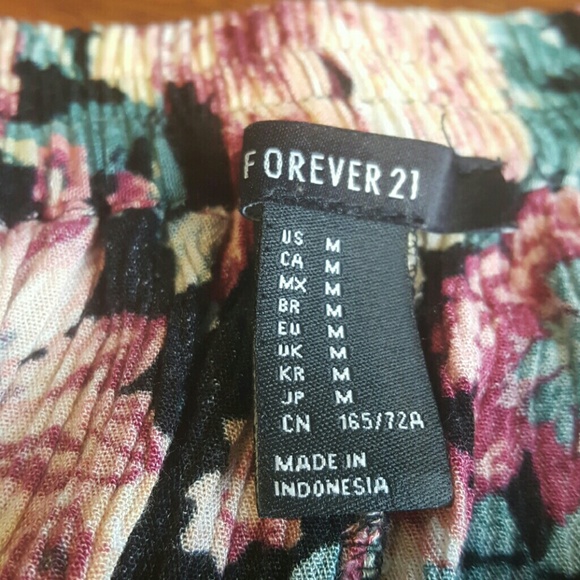 FOREVER 21
US M
CA M
MX M
BR M
EU M
UK M
KR M
JP M
CN 165/72A
MADE IN
INDONESIA